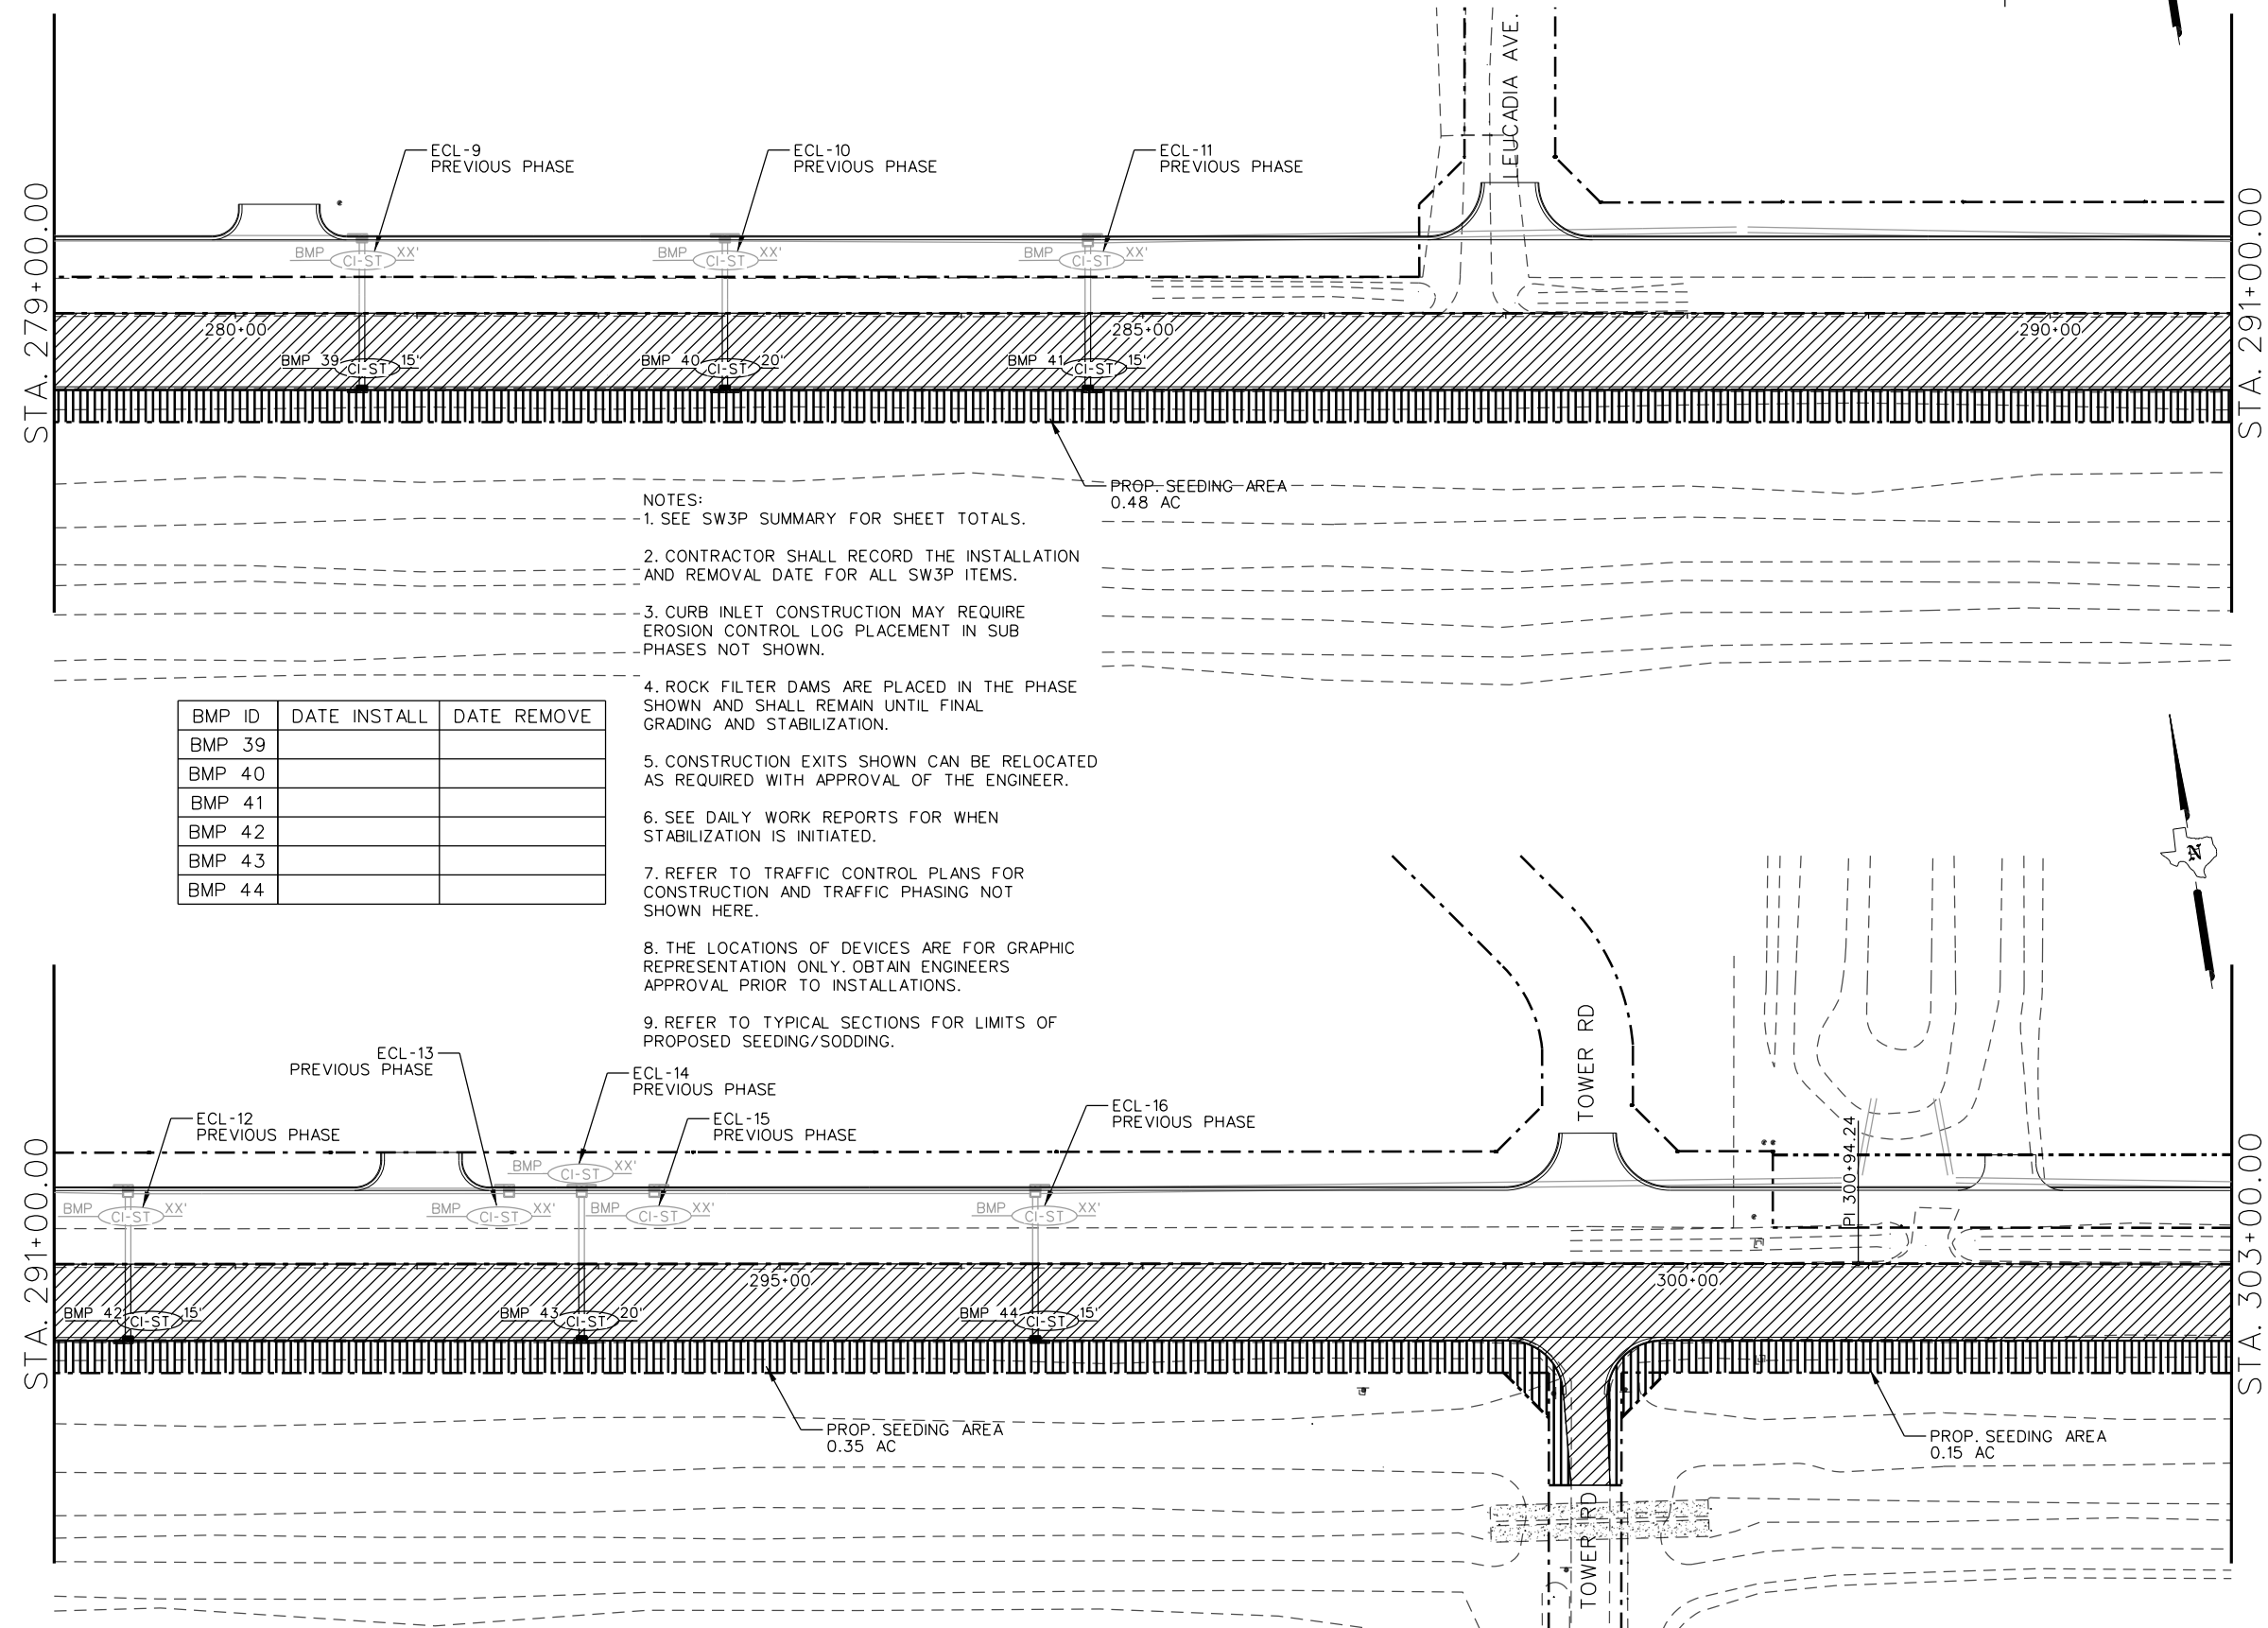 LEUCADIA AVE.
ECL-9
PREVIOUS PHASE
ECL-10
PREVIOUS PHASE
ECL-11
PREVIOUS PHASE
STA. 279+00.00
STA. 291+00.00
BMP CI-ST XX'
BMP CI-ST XX'
BMP CI-ST XX'
280+00
285+00
290+00
BMP 39 CI-ST 15'
BMP 40 CI-ST 20'
BMP 41 CI-ST 15'
PROP. SEEDING AREA
0.48 AC
NOTES:
1. SEE SW3P SUMMARY FOR SHEET TOTALS.
2. CONTRACTOR SHALL RECORD THE INSTALLATION
AND REMOVAL DATE FOR ALL SW3P ITEMS.
3. CURB INLET CONSTRUCTION MAY REQUIRE
EROSION CONTROL LOG PLACEMENT IN SUB
PHASES NOT SHOWN.
4. ROCK FILTER DAMS ARE PLACED IN THE PHASE
SHOWN AND SHALL REMAIN UNTIL FINAL
GRADING AND STABILIZATION.
5. CONSTRUCTION EXITS SHOWN CAN BE RELOCATED
AS REQUIRED WITH APPROVAL OF THE ENGINEER.
6. SEE DAILY WORK REPORTS FOR WHEN
STABILIZATION IS INITIATED.
7. REFER TO TRAFFIC CONTROL PLANS FOR
CONSTRUCTION AND TRAFFIC PHASING NOT
SHOWN HERE.
8. THE LOCATIONS OF DEVICES ARE FOR GRAPHIC
REPRESENTATION ONLY. OBTAIN ENGINEERS
APPROVAL PRIOR TO INSTALLATIONS.
9. REFER TO TYPICAL SECTIONS FOR LIMITS OF
PROPOSED SEEDING/SODDING.
BMP ID DATE INSTALL DATE REMOVE
BMP 39
BMP 40
BMP 41
BMP 42
BMP 43
BMP 44
N
ECL-12
PREVIOUS PHASE
ECL-13
PREVIOUS PHASE
ECL-14
PREVIOUS PHASE
ECL-15
PREVIOUS PHASE
ECL-16
PREVIOUS PHASE
TOWER RD
PI 300+94.24
STA. 291+00.00
STA. 303+00.00
BMP CI-ST XX'
BMP CI-ST XX'
BMP CI-ST XX'
BMP CI-ST XX'
BMP CI-ST XX'
295+00
300+00
BMP 42 CI-ST 15'
BMP 43 CI-ST 20'
BMP 44 CI-ST 15'
PROP. SEEDING AREA
0.35 AC
PROP. SEEDING AREA
0.15 AC
TOWER RD